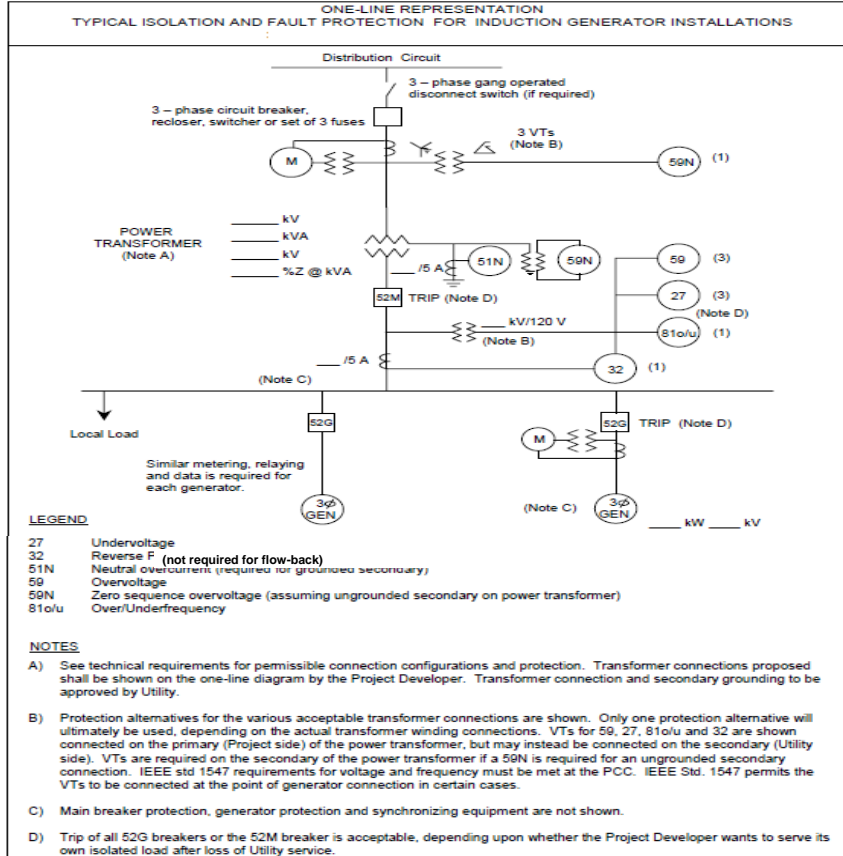 ONE-LINE REPRESENTATION
TYPICAL ISOLATION AND FAULT PROTECTION FOR INDUCTION GENERATOR INSTALLATIONS
Distribution Circuit
3 – phase gang operated
disconnect switch (if required)
3 – phase circuit breaker,
recloser, switcher or set of 3 fuses
3 VTs
(Note B)
M
59N (1)
POWER
TRANSFORMER
(Note A)
____ kV
____ kVA
____ kV
____ %Z @ kVA
___ /5 A
51N
59N
59 (3)
27 (3)
(Note D)
81o/u (1)
52M TRIP (Note D)
___ kV/120 V
(Note B)
___ /5 A
32 (1)
(Note C)
Local Load
52G
52G TRIP (Note D)
M
Similar metering, relaying
and data is required for
each generator.
3ϕ
GEN
(Note C)
3ϕ
GEN
____ kW ____ kV
LEGEND
27 Undervoltage
32 Reverse (not required for flow-back)
51N Neutral overcurrent (required for grounded secondary)
59 Overvoltage
59N Zero sequence overvoltage (assuming ungrounded secondary on power transformer)
81o/u Over/Underfrequency
NOTES
A) See technical requirements for permissible connection configurations and protection. Transformer connections proposed
shall be shown on the one-line diagram by the Project Developer. Transformer connection and secondary grounding to be
approved by Utility.
B) Protection alternatives for the various acceptable transformer connections are shown. Only one protection alternative will
ultimately be used, depending on the actual transformer winding connections. VTs for 59, 27, 81o/u and 32 are shown
connected on the primary (Project side) of the power transformer, but may instead be connected on the secondary (Utility
side). VTs are required on the secondary of the power transformer if a 59N is required for an ungrounded secondary
connection. IEEE std 1547 requirements for voltage and frequency must be met at the PCC. IEEE Std. 1547 permits the
VTs to be connected at the point of generator connection in certain cases.
C) Main breaker protection, generator protection and synchronizing equipment are not shown.
D) Trip of all 52G breakers or the 52M breaker is acceptable, depending upon whether the Project Developer wants to serve its
own isolated load after loss of Utility service.